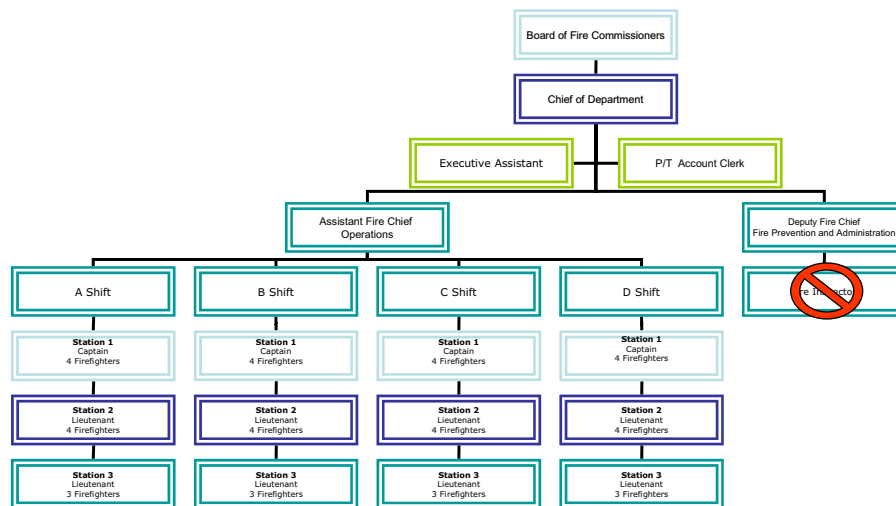 Board of Fire Commissioners
Chief of Department
Executive Assistant
P/T Account Clerk
Assistant Fire Chief
Operations
Deputy Fire Chief
Fire Prevention and Administration
A Shift
B Shift
C Shift
D Shift
Station 1
Captain
4 Firefighters
Station 1
Captain
4 Firefighters
Station 1
Captain
4 Firefighters
Station 1
Captain
4 Firefighters
Station 2
Lieutenant
4 Firefighters
Station 2
Lieutenant
4 Firefighters
Station 2
Lieutenant
4 Firefighters
Station 2
Lieutenant
4 Firefighters
Station 3
Lieutenant
3 Firefighters
Station 3
Lieutenant
3 Firefighters
Station 3
Lieutenant
3 Firefighters
Station 3
Lieutenant
3 Firefighters